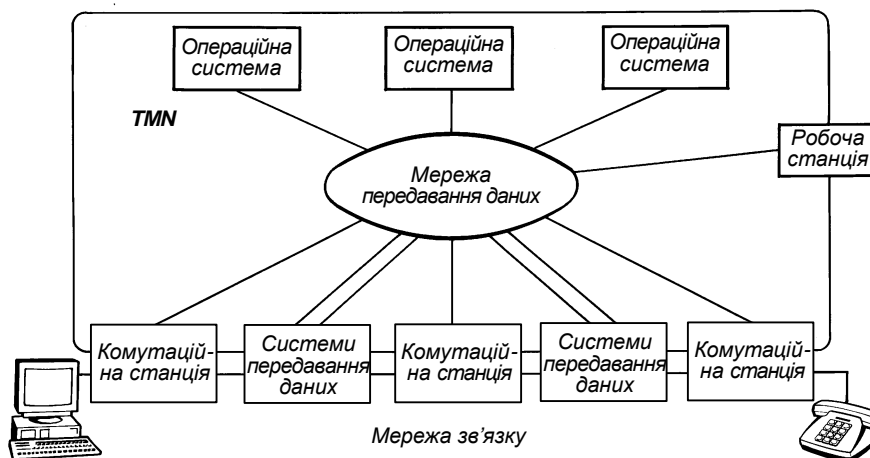 Операційна
система
Операційна
система
Операційна
система
TMN
Робоча
станція
Мережа
передавання даних
Комутацій-
на станція
Системи
передавання
даних
Комутацій-
на станція
Системи
передавання
даних
Комутацій-
на станція
Мережа зв'язку